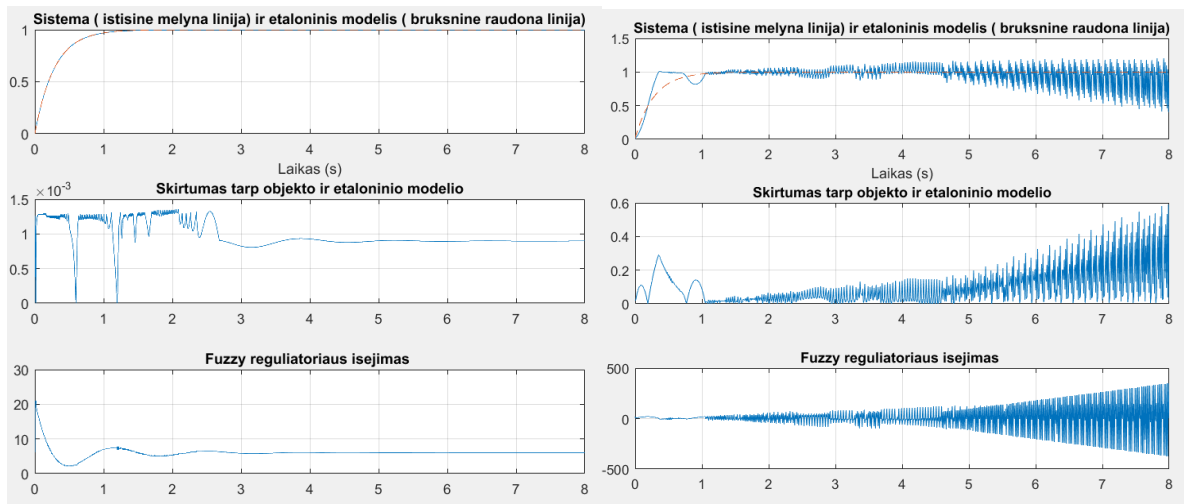 Sistema ( istisine melyna linija) ir etaloninis modelis ( bruksnine raudona linija)
1
0.5
0
0 1 2 3 4 5 6 7 8
Laikas (s)
Skirtumas tarp objekto ir etaloninio modelio
×10⁻³
1.5
1
0.5
0
0 1 2 3 4 5 6 7 8
Fuzzy reguliatoriaus isejimas
30
20
10
0
0 1 2 3 4 5 6 7 8
Sistema ( istisine melyna linija) ir etaloninis modelis ( bruksnine raudona linija)
1.5
1
0.5
0
0 1 2 3 4 5 6 7 8
Laikas (s)
Skirtumas tarp objekto ir etaloninio modelio
0.6
0.4
0.2
0
0 1 2 3 4 5 6 7 8
Fuzzy reguliatoriaus isejimas
500
0
-500
0 1 2 3 4 5 6 7 8